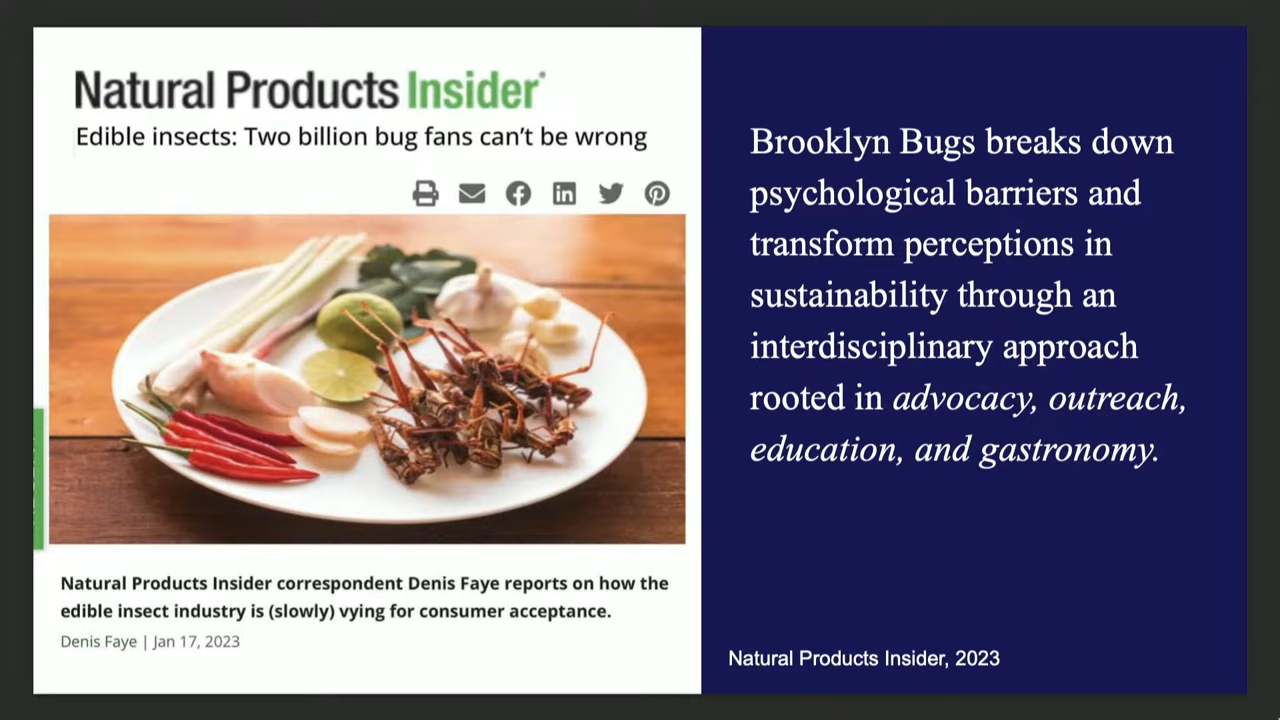 Natural Products Insider®
Edible insects: Two billion bug fans can’t be wrong
Natural Products Insider correspondent Denis Faye reports on how the
edible insect industry is (slowly) vying for consumer acceptance.
Denis Faye | Jan 17, 2023
Brooklyn Bugs breaks down
psychological barriers and
transform perceptions in
sustainability through an
interdisciplinary approach
rooted in advocacy, outreach,
education, and gastronomy.
Natural Products Insider, 2023